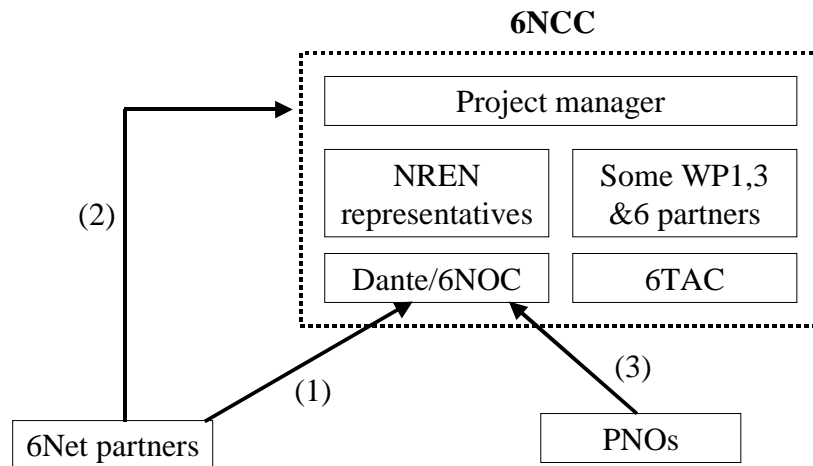 6NCC
Project manager
NREN
representatives
Some WP1,3
&6 partners
(2)
Dante/6NOC
6TAC
(1)
(3)
6Net partners
PNOs